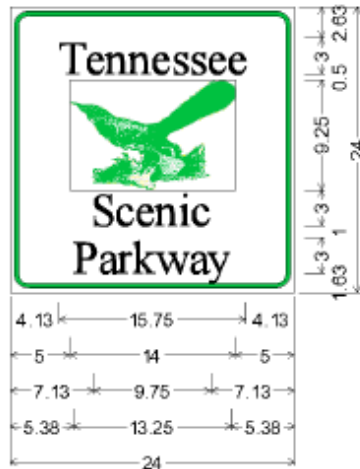 Tennessee
Scenic
Parkway
2.63
3
0.5
9.25
24
3
1
3
1.63
4.13 15.75 4.13
5 14 5
7.13 9.75 7.13
5.38 13.25 5.38
24